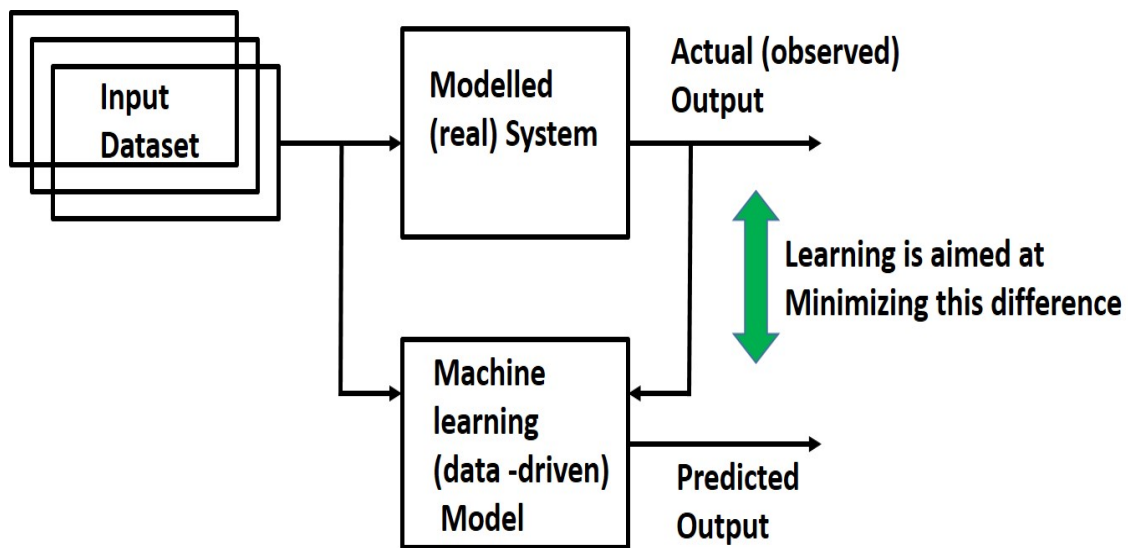 Input
Dataset
Modelled
(real) System
Actual (observed)
Output
Learning is aimed at
Minimizing this difference
Machine
learning
(data -driven)
Model
Predicted
Output